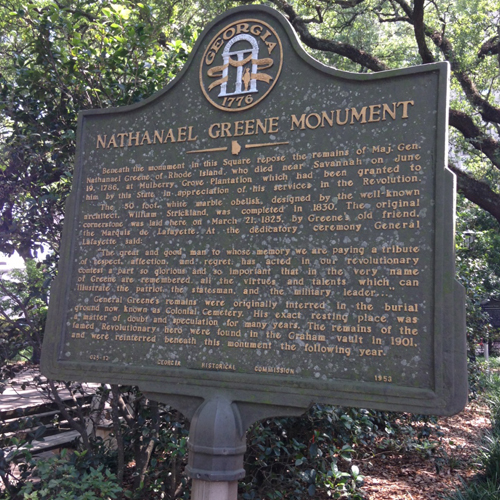 GEORGIA
1776
NATHANAEL GREENE MONUMENT
Beneath the monument in this Square repose the remains of Maj. Gen.
Nathanael Greene of Rhode Island, who died near Savannah on June
19, 1786, at Mulberry Grove Plantation which had been granted to
him by this State in appreciation of his services in the Revolution.
The 50 foot white marble obelisk, designed by the well-known
architect, William Strickland, was completed in 1830. The original
cornerstone was laid here on March 21, 1825, by Greene's old friend,
the Marquis de Lafayette. At the dedicatory ceremony General
Lafayette said:
"The great and good man to whose memory we are paying a tribute
of respect, affection, and regret has acted in our revolutionary
contest a part so glorious and so important that in the very name
of Greene are remembered all the virtues and talents which can
illustrate the patriot, the statesman, and the military leader...
General Greene's remains were originally interred in the burial
ground now known as Colonial Cemetery. His exact resting place was
a matter of doubt and speculation for many years. The remains of the
famed Revolutionary hero were found in the Graham vault in 1901
and were reinterred beneath this monument the following year.
025-12 GEORGIA HISTORICAL COMMISSION 1953